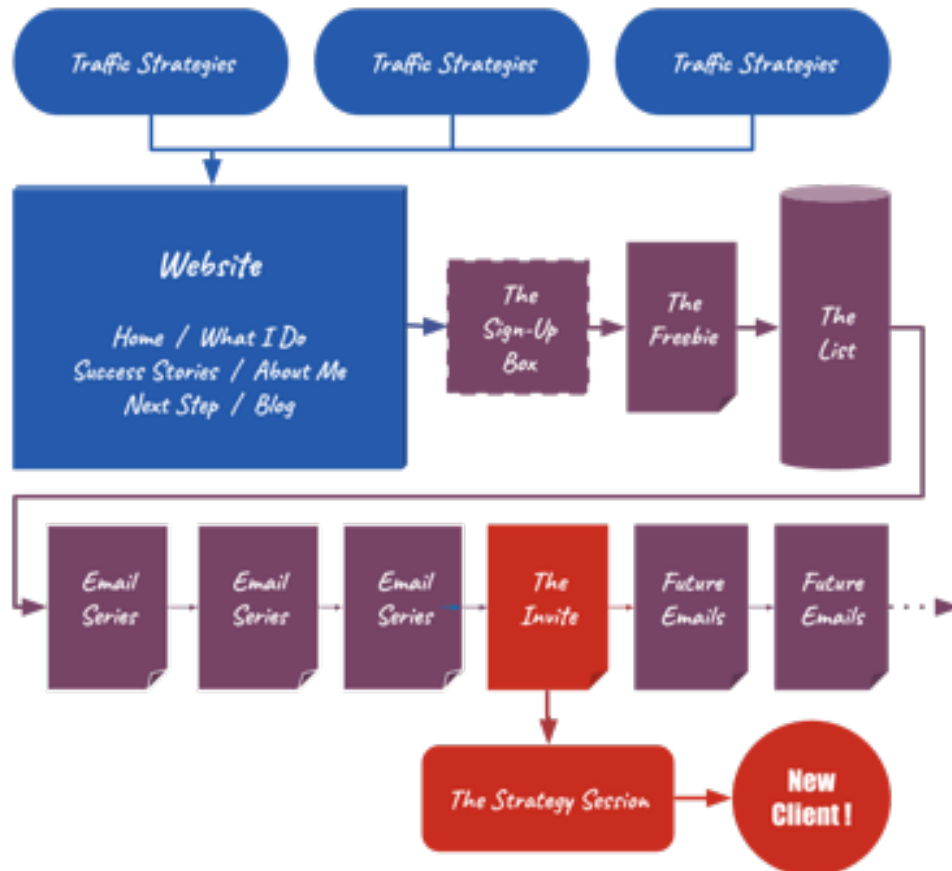 Traffic Strategies
Traffic Strategies
Traffic Strategies
Website
Home / What I Do
Success Stories / About Me
Next Step / Blog
The
Sign-Up
Box
The
Freebie
The
List
Email
Series
Email
Series
Email
Series
The
Invite
Future
Emails
Future
Emails
The Strategy Session
New
Client!